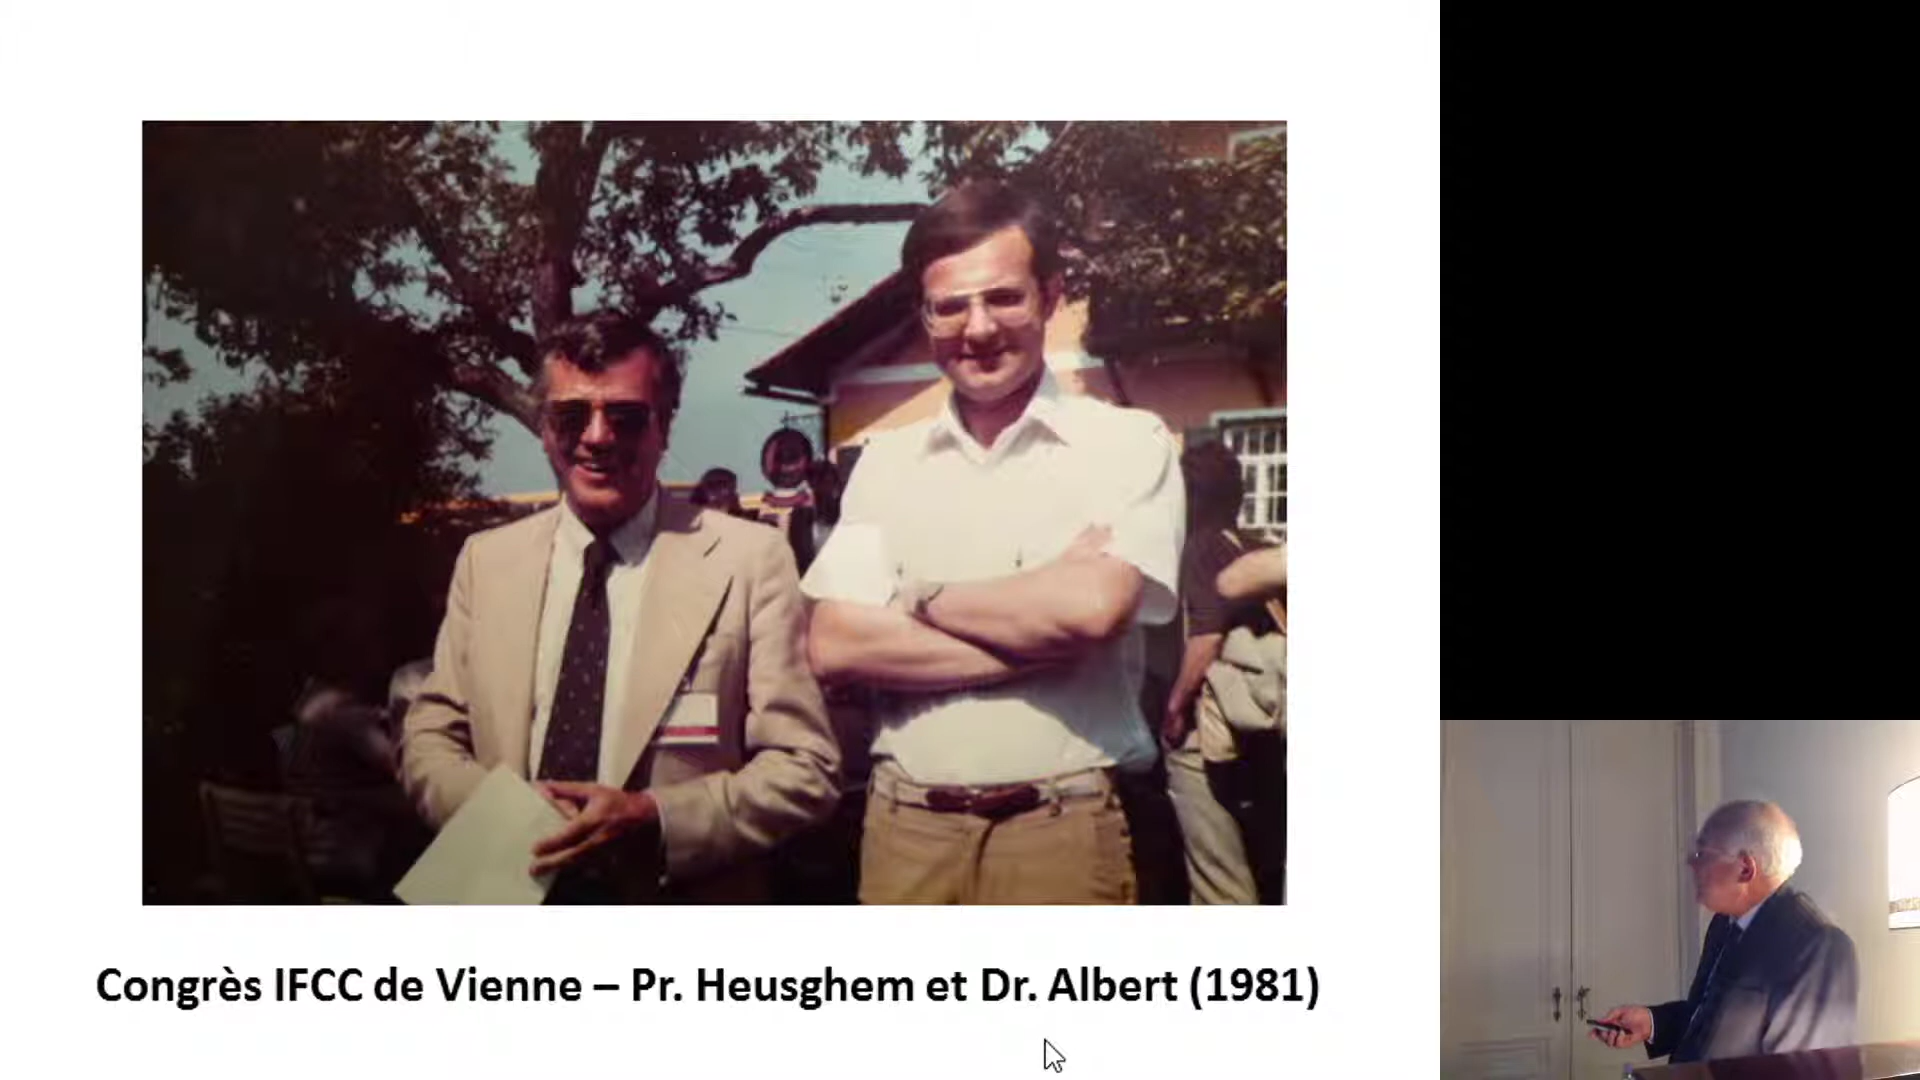 Congrès IFCC de Vienne – Pr. Heusghem et Dr. Albert (1981)